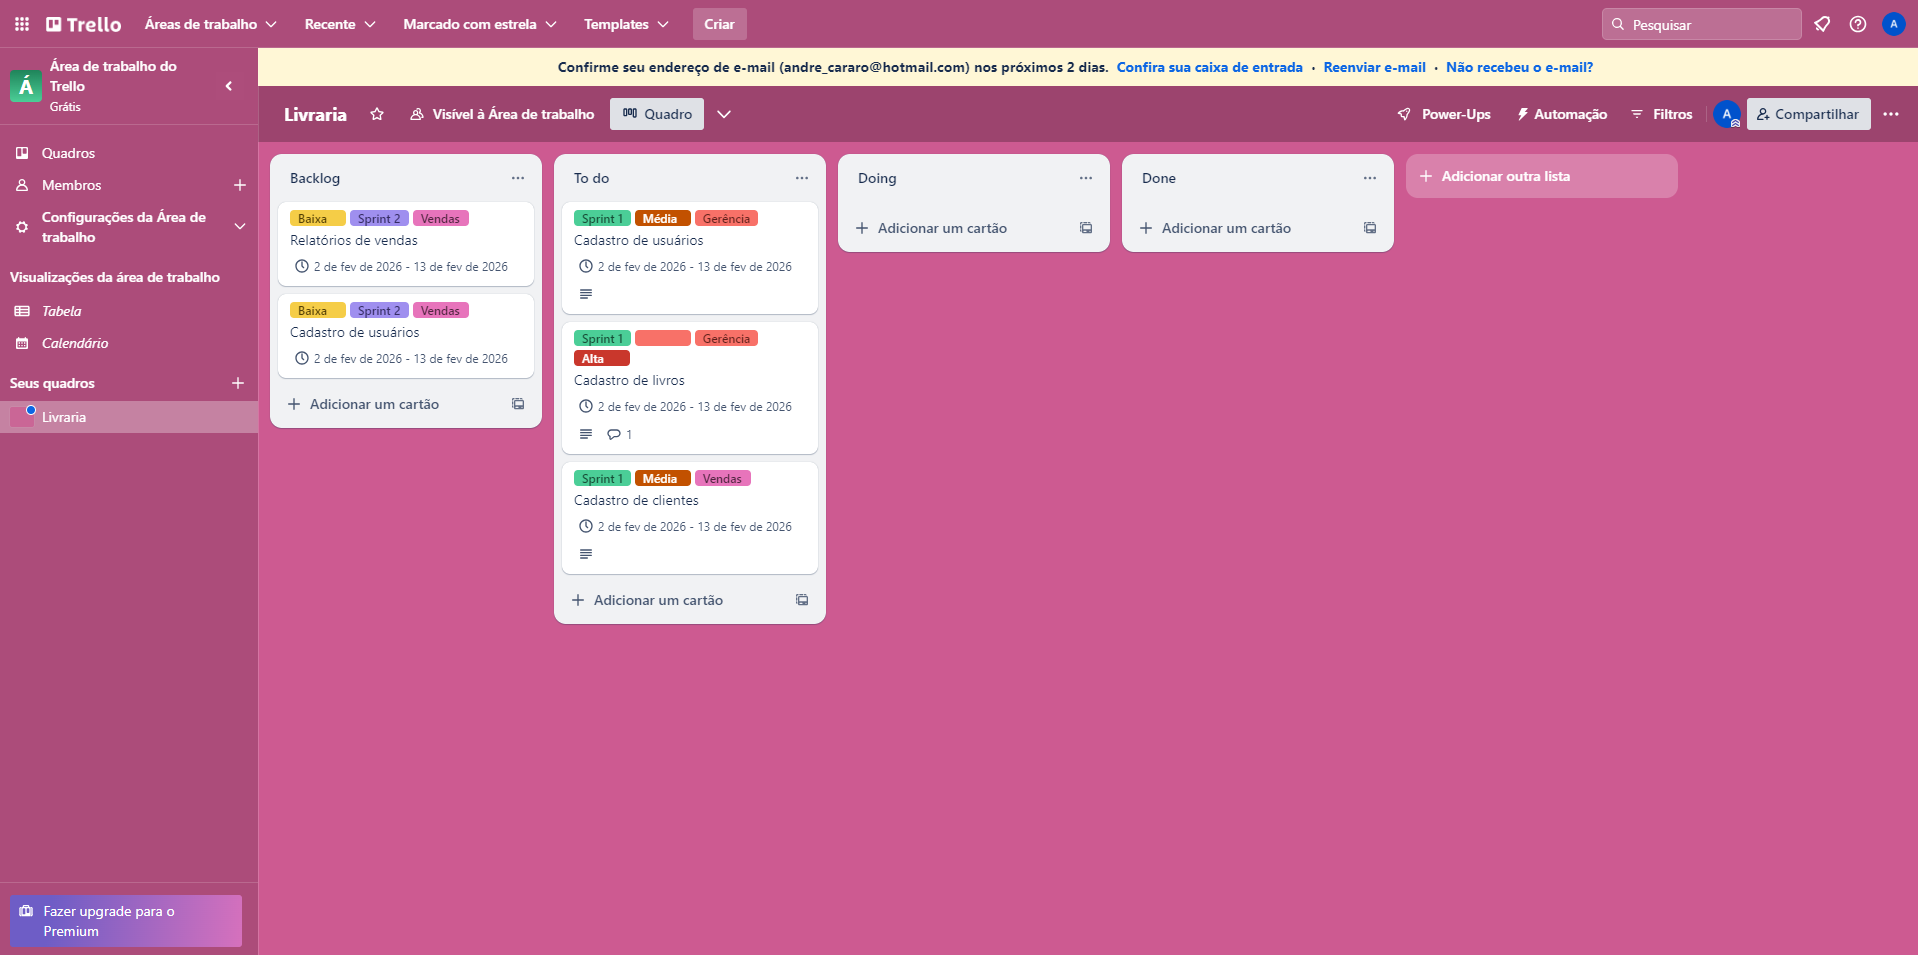 Trello
Áreas de trabalho
Recente
Marcado com estrela
Templates
Criar
Pesquisar
A
Á
Área de trabalho do
Trello
Grátis
Confirme seu endereço de e-mail (andre_cararo@hotmail.com) nos próximos 2 dias. Confira sua caixa de entrada · Reenviar e-mail · Não recebeu o e-mail?
Livraria
Visível à Área de trabalho
Quadro
Power-Ups
Automação
Filtros
A
Compartilhar
Quadros
Membros
Configurações da Área de
trabalho
Visualizações da área de trabalho
Tabela
Calendário
Seus quadros
Livraria
Fazer upgrade para o
Premium
Backlog
Baixa Sprint 2 Vendas
Relatórios de vendas
2 de fev de 2026 - 13 de fev de 2026
Baixa Sprint 2 Vendas
Cadastro de usuários
2 de fev de 2026 - 13 de fev de 2026
Adicionar um cartão
To do
Sprint 1 Média Gerência
Cadastro de usuários
2 de fev de 2026 - 13 de fev de 2026
Sprint 1 Gerência
Alta
Cadastro de livros
2 de fev de 2026 - 13 de fev de 2026
1
Sprint 1 Média Vendas
Cadastro de clientes
2 de fev de 2026 - 13 de fev de 2026
Adicionar um cartão
Doing
Adicionar um cartão
Done
Adicionar um cartão
Adicionar outra lista